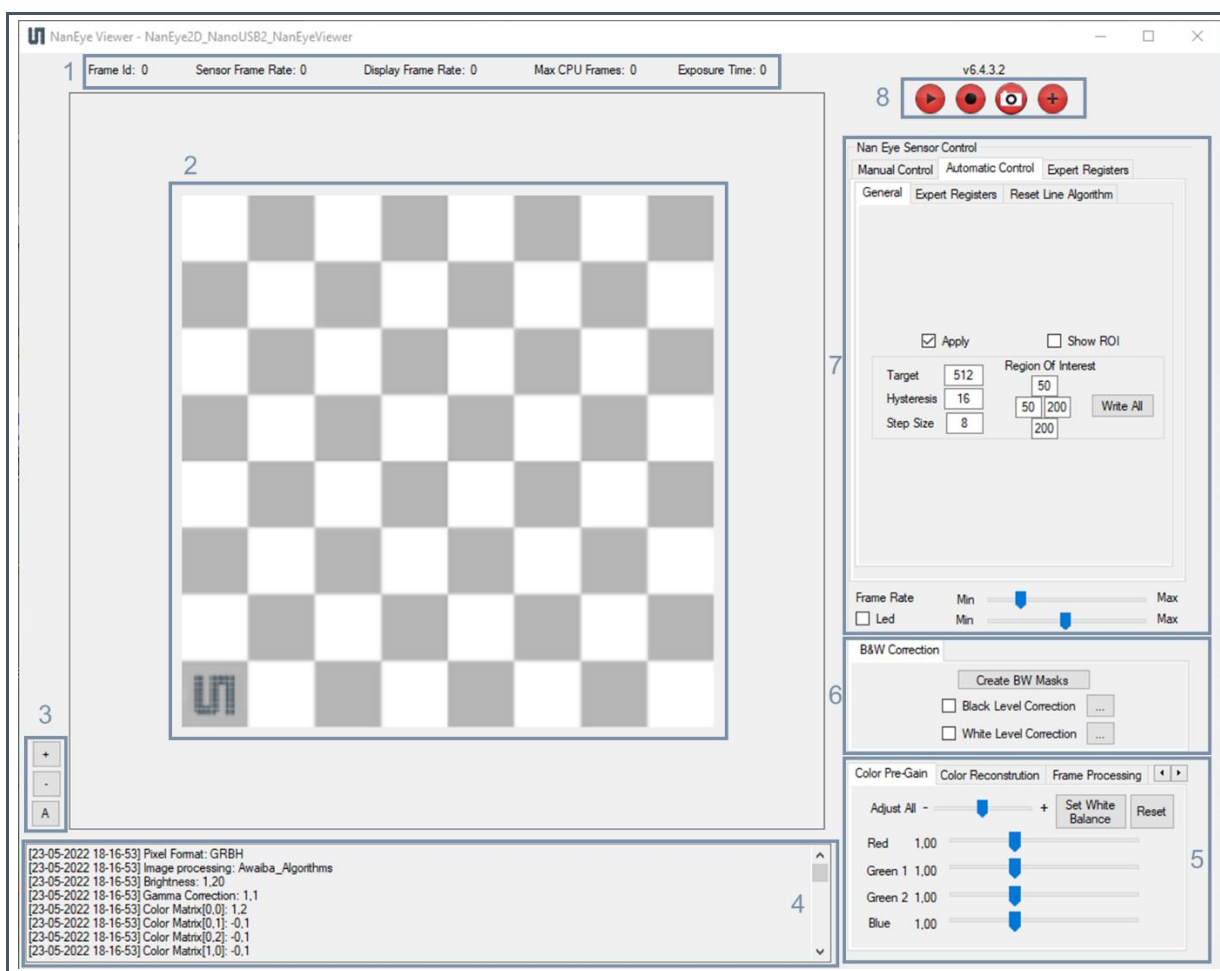 NanEye Viewer - NanEye2D_NanoUSB2_NanEyeViewer
1 Frame Id: 0 Sensor Frame Rate: 0 Display Frame Rate: 0 Max CPU Frames: 0 Exposure Time: 0
v6.4.3.2
8
2
Nan Eye Sensor Control
Manual Control Automatic Control Expert Registers
General Expert Registers Reset Line Algorithm
Apply Show ROI
7
Target 512 Region Of Interest
50
Hysteresis 16
50 200 Write All
Step Size 8
200
Frame Rate Min Max
Led Min Max
B&W Correction
Create BW Masks
6
Black Level Correction ...
White Level Correction ...
3
+
-
A
Color Pre-Gain Color Reconstrution Frame Processing
Adjust All - + Set White Balance Reset
Red 1,00
5
Green 1 1,00
Green 2 1,00
Blue 1,00
[23-05-2022 18-16-53] Pixel Format: GRBH
[23-05-2022 18-16-53] Image processing: Awaiba_Algorithms
[23-05-2022 18-16-53] Brightness: 1,20
[23-05-2022 18-16-53] Gamma Correction: 1,1
[23-05-2022 18-16-53] Color Matrix[0,0]: 1,2
[23-05-2022 18-16-53] Color Matrix[0,1]: -0,1
[23-05-2022 18-16-53] Color Matrix[0,2]: -0,1
[23-05-2022 18-16-53] Color Matrix[1,0]: -0,1
4